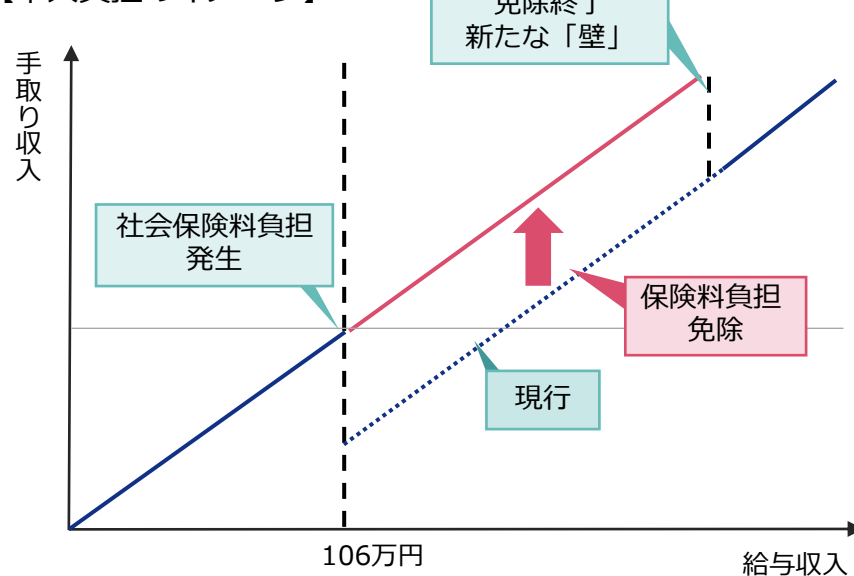 免除終了
新たな「壁」
手取り収入
社会保険料負担
発生
保険料負担
免除
現行
106万円
給与収入